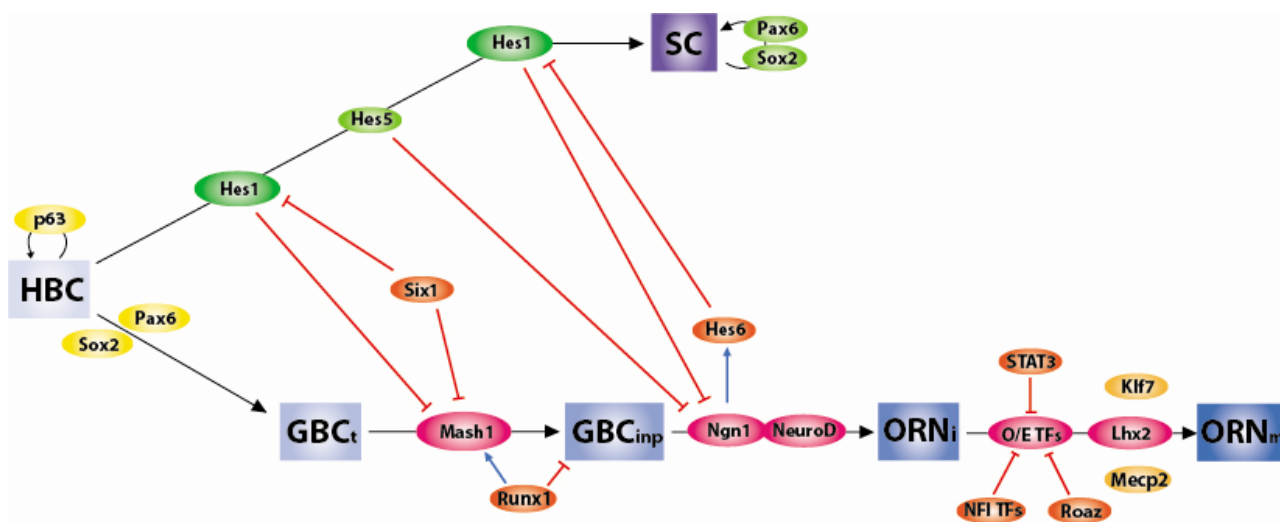 Hes1
SC
Pax6
Sox2
Hes5
Hes1
p63
HBC
Six1
Pax6
Sox2
Hes6
STAT3
Klf7
GBCt
Mash1
GBCinp
Ngn1
NeuroD
ORNi
O/E TFs
Lhx2
ORNm
Runx1
Mecp2
NFI TFs
Roaz